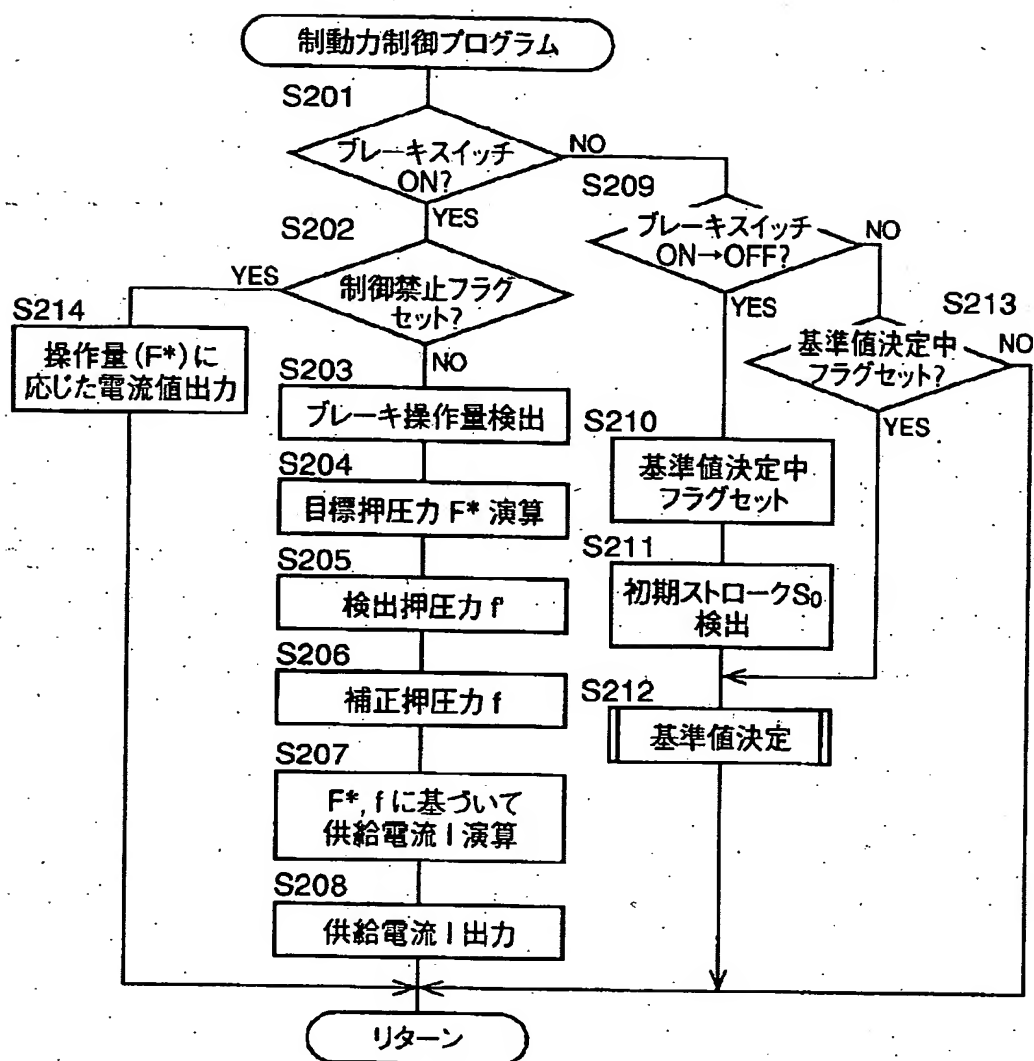 制動力制御プログラム
S201
ブレーキスイッチ
ON?
NO
YES
S202
制御禁止フラグ
セット?
YES
NO
S214
操作量(F*)に
応じた電流値出力
S203
ブレーキ操作量検出
S204
目標押圧力 F* 演算
S205
検出押圧力 f'
S206
補正押圧力 f
S207
F*, f に基づいて
供給電流 I 演算
S208
供給電流 I 出力
S209
ブレーキスイッチ
ON→OFF?
NO
YES
S213
基準値決定中
フラグセット?
NO
YES
S210
基準値決定中
フラグセット
S211
初期ストロークS0
検出
S212
基準値決定
リターン